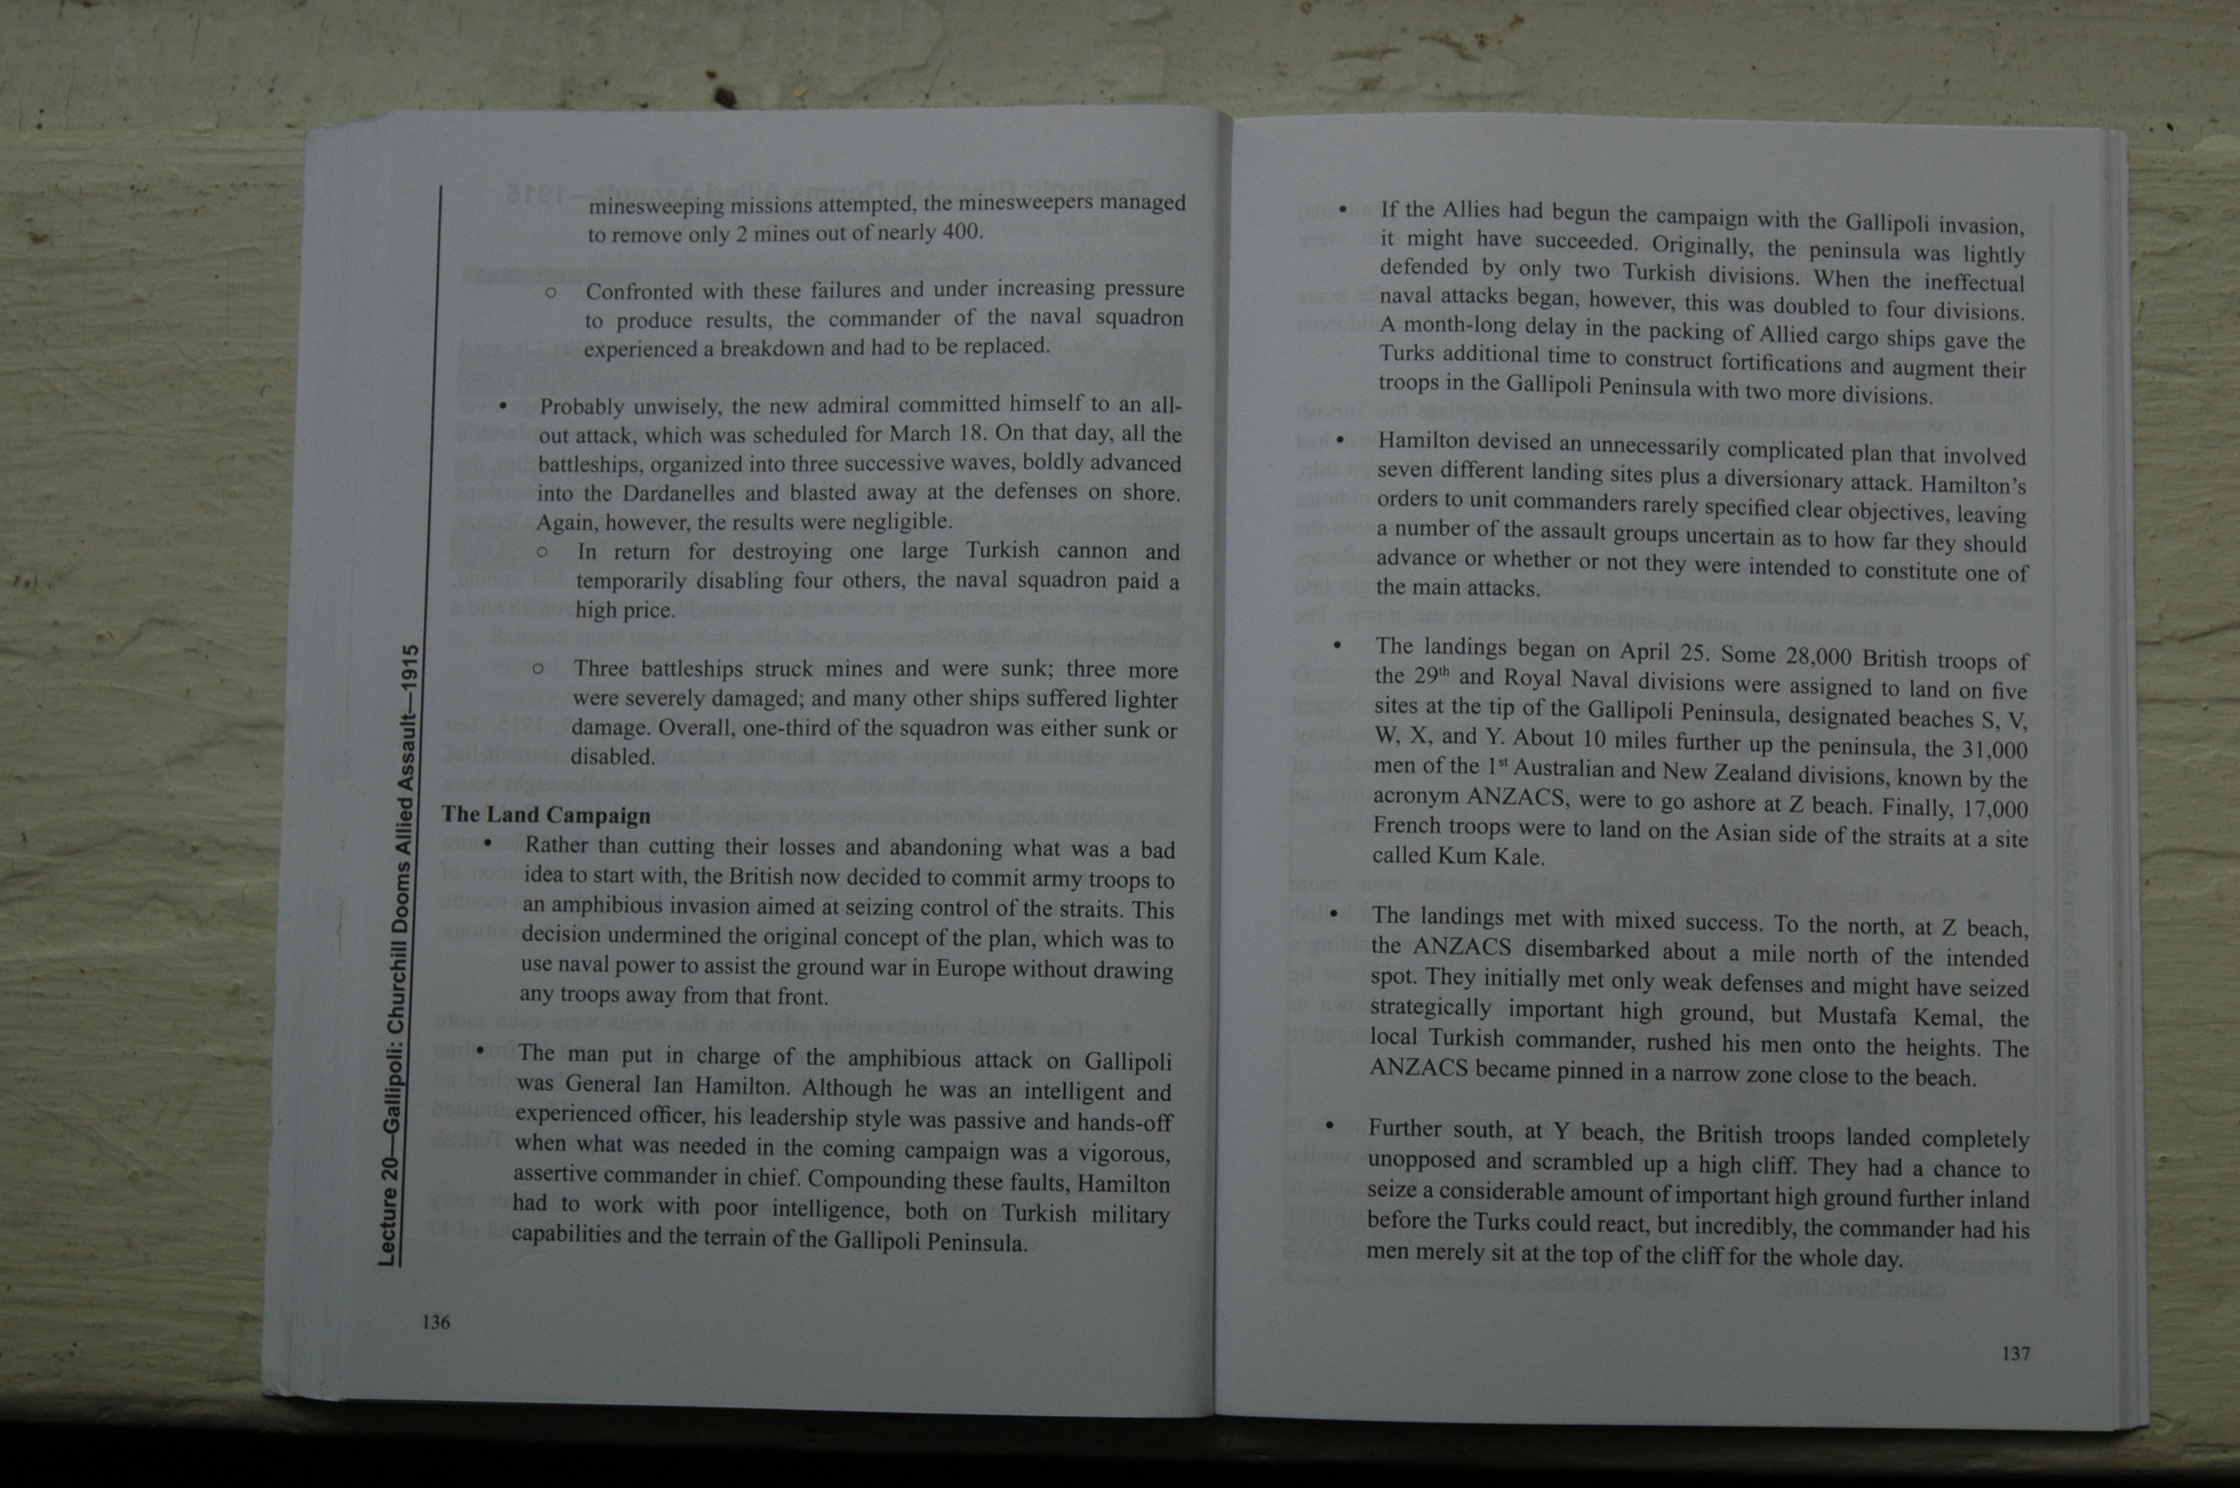 minesweeping missions attempted, the minesweepers managed
to remove only 2 mines out of nearly 400.
○ Confronted with these failures and under increasing pressure
to produce results, the commander of the naval squadron
experienced a breakdown and had to be replaced.
• Probably unwisely, the new admiral committed himself to an all-
out attack, which was scheduled for March 18. On that day, all the
battleships, organized into three successive waves, boldly advanced
into the Dardanelles and blasted away at the defenses on shore.
Again, however, the results were negligible.
○ In return for destroying one large Turkish cannon and
temporarily disabling four others, the naval squadron paid a
high price.
○ Three battleships struck mines and were sunk; three more
were severely damaged; and many other ships suffered lighter
damage. Overall, one-third of the squadron was either sunk or
disabled.
The Land Campaign
• Rather than cutting their losses and abandoning what was a bad
idea to start with, the British now decided to commit army troops to
an amphibious invasion aimed at seizing control of the straits. This
decision undermined the original concept of the plan, which was to
use naval power to assist the ground war in Europe without drawing
any troops away from that front.
• The man put in charge of the amphibious attack on Gallipoli
was General Ian Hamilton. Although he was an intelligent and
experienced officer, his leadership style was passive and hands-off
when what was needed in the coming campaign was a vigorous,
assertive commander in chief. Compounding these faults, Hamilton
had to work with poor intelligence, both on Turkish military
capabilities and the terrain of the Gallipoli Peninsula.
Lecture 20—Gallipoli: Churchill Dooms Allied Assault—1915
136
• If the Allies had begun the campaign with the Gallipoli invasion,
it might have succeeded. Originally, the peninsula was lightly
defended by only two Turkish divisions. When the ineffectual
naval attacks began, however, this was doubled to four divisions.
A month-long delay in the packing of Allied cargo ships gave the
Turks additional time to construct fortifications and augment their
troops in the Gallipoli Peninsula with two more divisions.
• Hamilton devised an unnecessarily complicated plan that involved
seven different landing sites plus a diversionary attack. Hamilton's
orders to unit commanders rarely specified clear objectives, leaving
a number of the assault groups uncertain as to how far they should
advance or whether or not they were intended to constitute one of
the main attacks.
• The landings began on April 25. Some 28,000 British troops of
the 29th and Royal Naval divisions were assigned to land on five
sites at the tip of the Gallipoli Peninsula, designated beaches S, V,
W, X, and Y. About 10 miles further up the peninsula, the 31,000
men of the 1st Australian and New Zealand divisions, known by the
acronym ANZACS, were to go ashore at Z beach. Finally, 17,000
French troops were to land on the Asian side of the straits at a site
called Kum Kale.
• The landings met with mixed success. To the north, at Z beach,
the ANZACS disembarked about a mile north of the intended
spot. They initially met only weak defenses and might have seized
strategically important high ground, but Mustafa Kemal, the
local Turkish commander, rushed his men onto the heights. The
ANZACS became pinned in a narrow zone close to the beach.
• Further south, at Y beach, the British troops landed completely
unopposed and scrambled up a high cliff. They had a chance to
seize a considerable amount of important high ground further inland
before the Turks could react, but incredibly, the commander had his
men merely sit at the top of the cliff for the whole day.
137